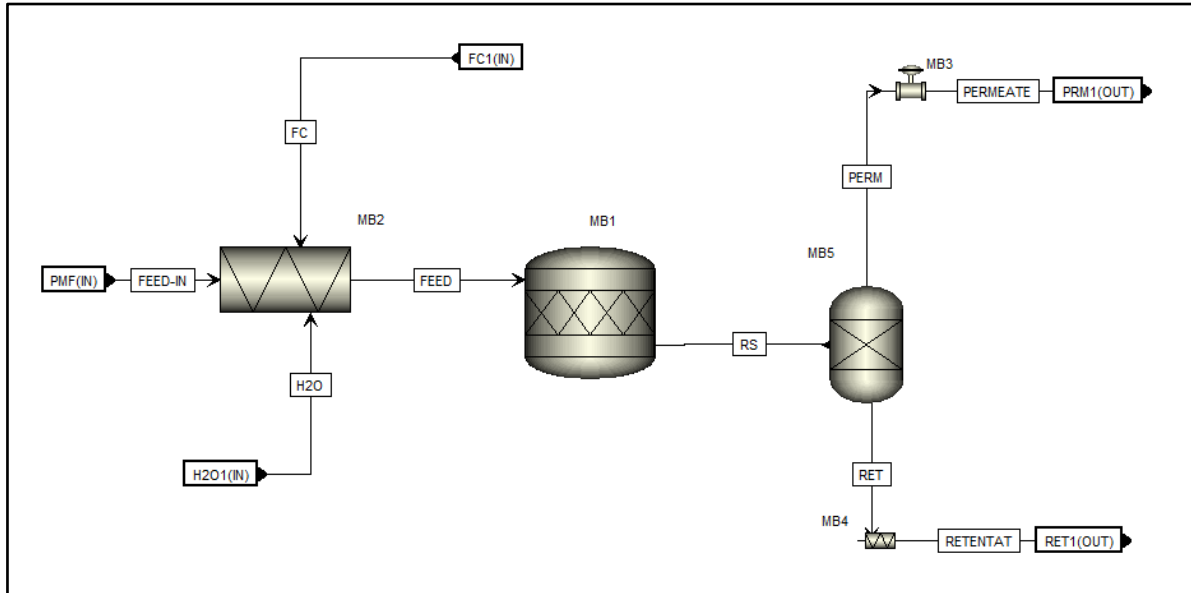 FC1(IN)
MB3
PERMEATE
PRM1(OUT)
FC
PERM
MB2
MB1
MB5
PMF(IN)
FEED-IN
FEED
RS
H2O
H2O1(IN)
RET
MB4
RETENTAT
RET1(OUT)